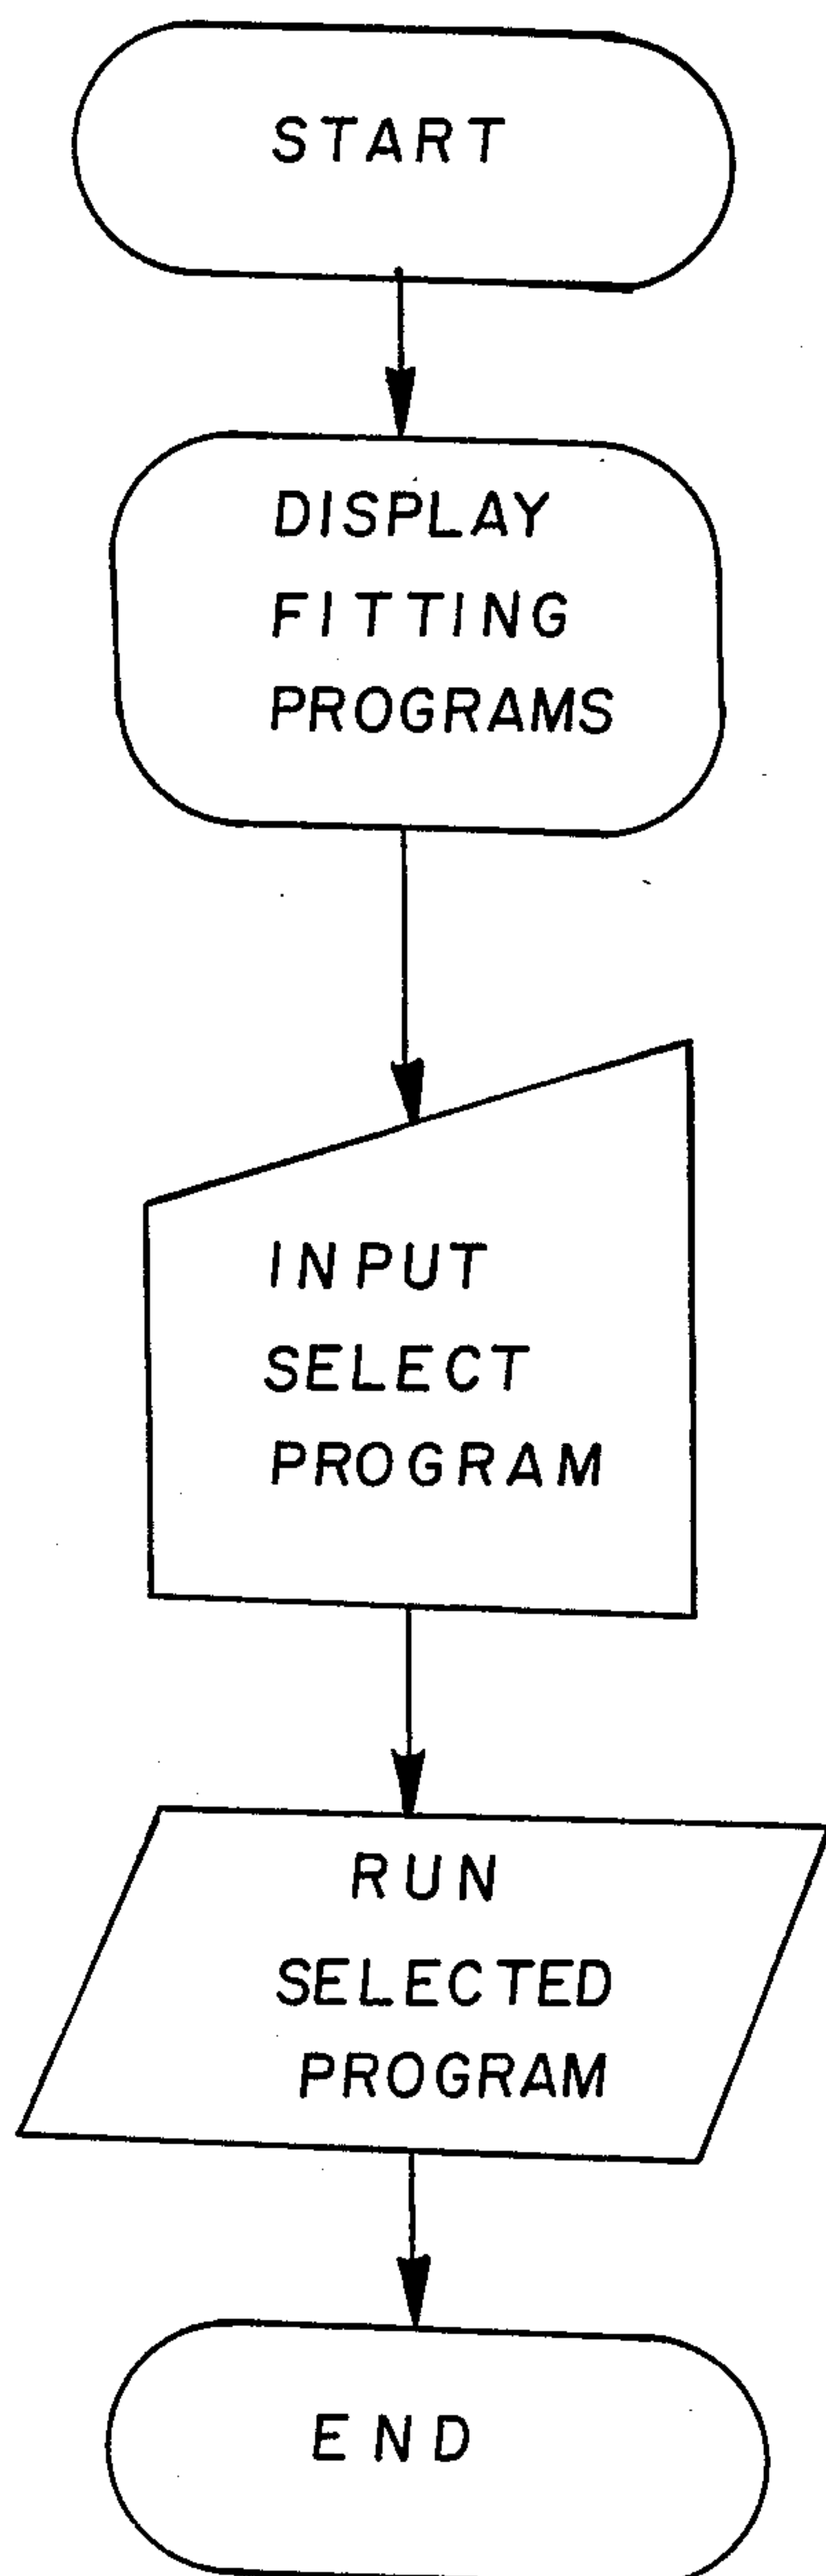 START
DISPLAY
FITTING
PROGRAMS
INPUT
SELECT
PROGRAM
RUN
SELECTED
PROGRAM
END